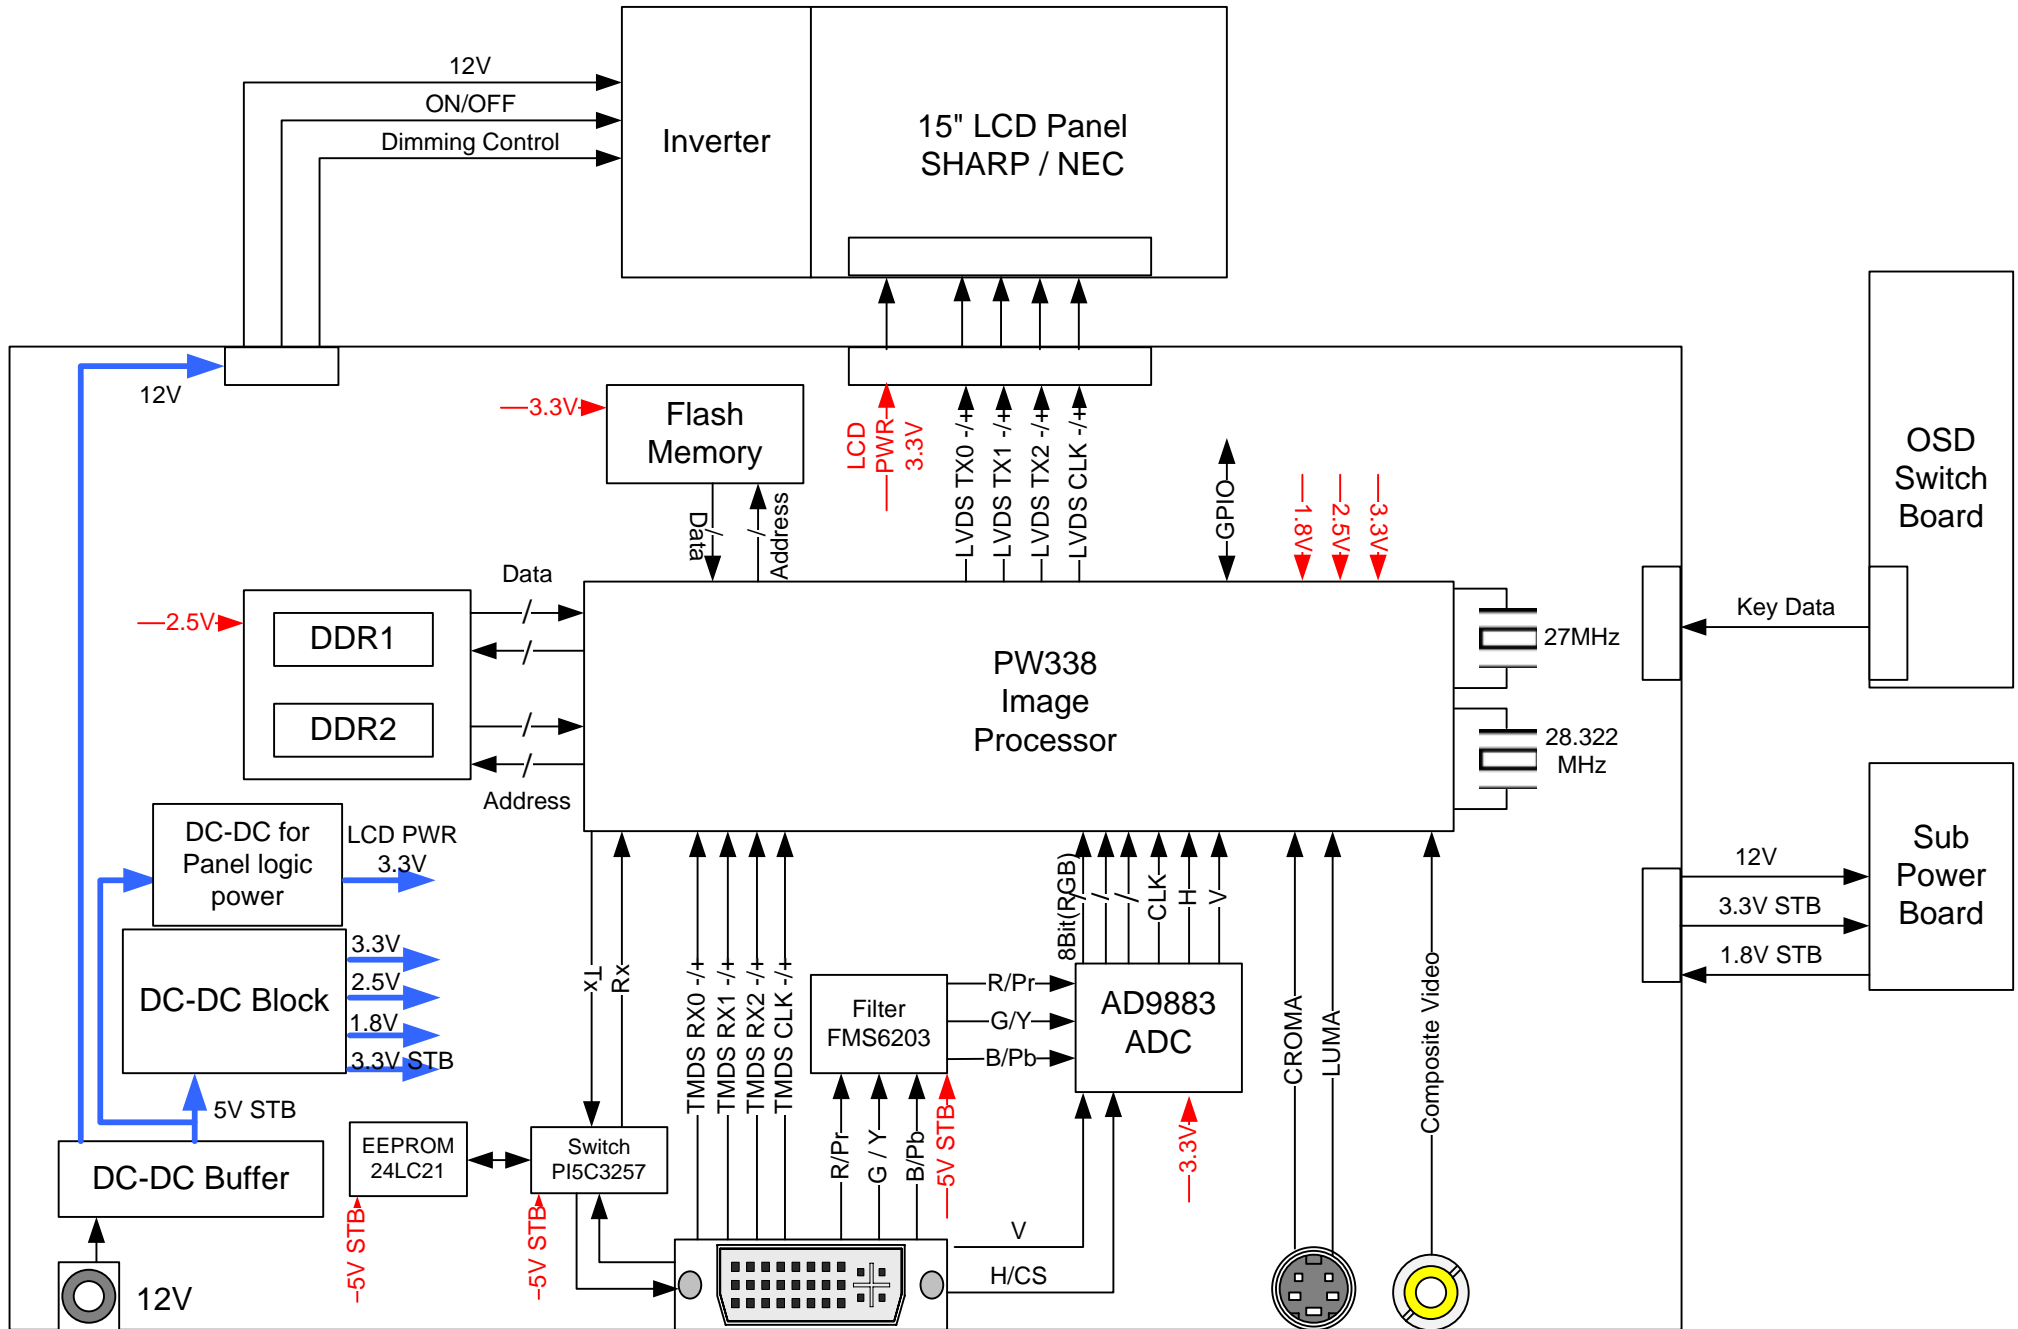 12V
ON/OFF
Dimming Control
Inverter
15" LCD Panel
SHARP / NEC
12V
3.3V
Flash
Memory
LCD
PWR
3.3V
LVDS TX0 -/+
LVDS TX1 -/+
LVDS TX2 -/+
LVDS CLK -/+
GPIO
1.8V
2.5V
3.3V
OSD
Switch
Board
Data
Address
Key Data
2.5V
DDR1
DDR2
Data
Address
PW338
Image
Processor
27MHz
28.322
MHz
DC-DC for
Panel logic
power
LCD PWR
3.3V
Sub
Power
Board
12V
3.3V STB
1.8V STB
DC-DC Block
3.3V
2.5V
1.8V
3.3V STB
5V STB
Tx
Rx
TMDS RX0 -/+
TMDS RX1 -/+
TMDS RX2 -/+
TMDS CLK -/+
8Bit(RGB)
CLK
H
V
Filter
FMS6203
R/Pr
G/Y
B/Pb
AD9883
ADC
CROMA
LUMA
Composite Video
DC-DC Buffer
EEPROM
24LC21
Switch
PI5C3257
R/Pr
G / Y
B/Pb
5V STB
3.3V
5V STB
5V STB
V
H/CS
12V